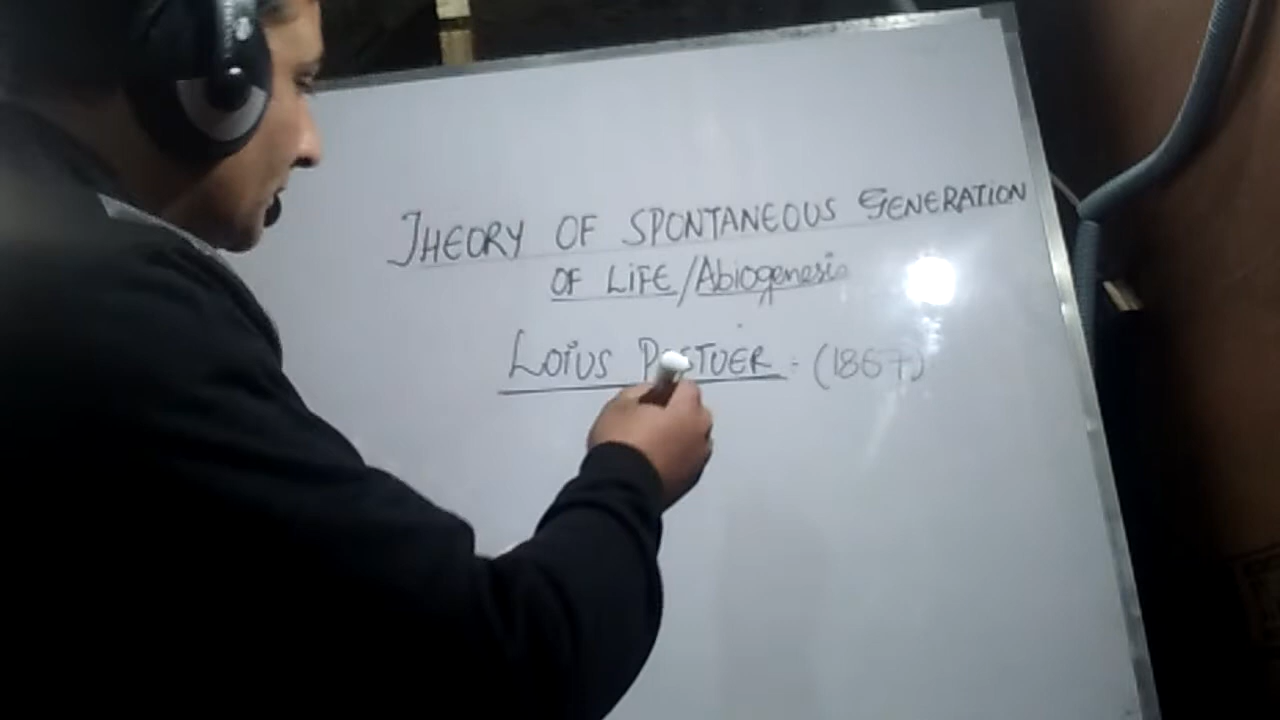 THEORY OF SPONTANEOUS GENERATION
OF LIFE/Abiogenesis
LOIUS PASTUER - (1867)